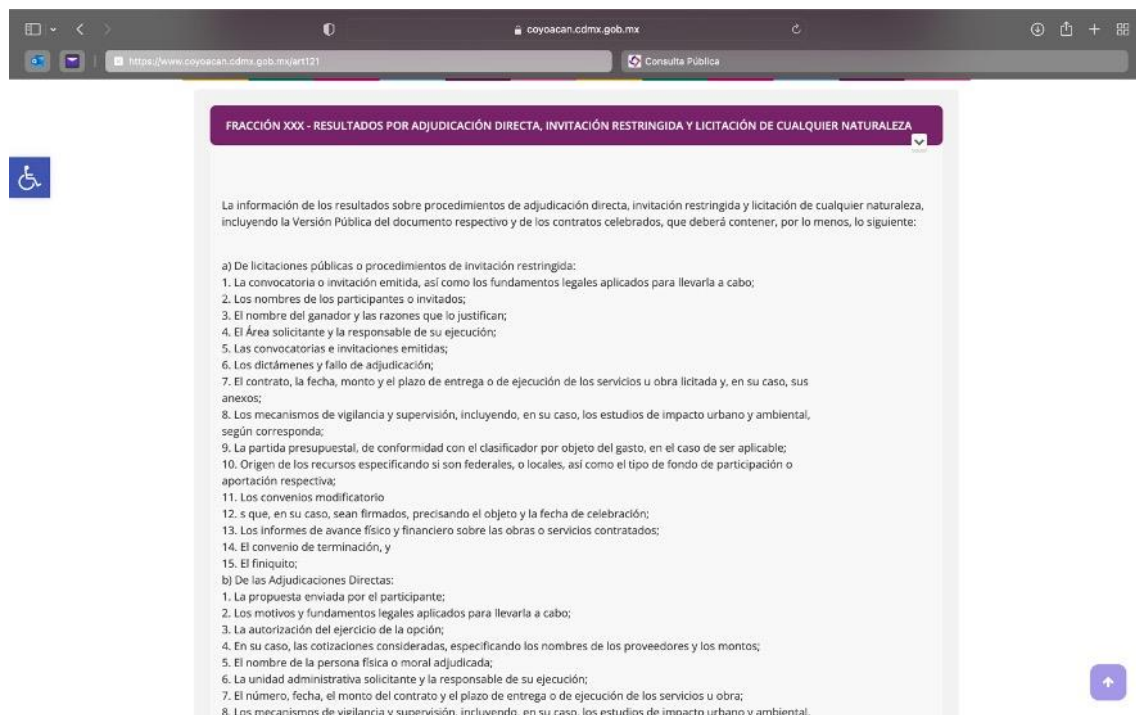 coyoacan.cdmx.gob.mx
https://www.coyoacan.cdmx.gob.mx/art121
Consulta Pública
FRACCIÓN XXX - RESULTADOS POR ADJUDICACIÓN DIRECTA, INVITACIÓN RESTRINGIDA Y LICITACIÓN DE CUALQUIER NATURALEZA
La información de los resultados sobre procedimientos de adjudicación directa, invitación restringida y licitación de cualquier naturaleza,
incluyendo la Versión Pública del documento respectivo y de los contratos celebrados, que deberá contener, por lo menos, lo siguiente:
a) De licitaciones públicas o procedimientos de invitación restringida:
1. La convocatoria o invitación emitida, así como los fundamentos legales aplicados para llevarla a cabo;
2. Los nombres de los participantes o invitados;
3. El nombre del ganador y las razones que lo justifican;
4. El Área solicitante y la responsable de su ejecución;
5. Las convocatorias e invitaciones emitidas;
6. Los dictámenes y fallo de adjudicación;
7. El contrato, la fecha, monto y el plazo de entrega o de ejecución de los servicios u obra licitada y, en su caso, sus
anexos;
8. Los mecanismos de vigilancia y supervisión, incluyendo, en su caso, los estudios de impacto urbano y ambiental,
según corresponda;
9. La partida presupuestal, de conformidad con el clasificador por objeto del gasto, en el caso de ser aplicable;
10. Origen de los recursos especificando si son federales, o locales, así como el tipo de fondo de participación o
aportación respectiva;
11. Los convenios modificatorio
12. s que, en su caso, sean firmados, precisando el objeto y la fecha de celebración;
13. Los informes de avance físico y financiero sobre las obras o servicios contratados;
14. El convenio de terminación, y
15. El finiquito;
b) De las Adjudicaciones Directas:
1. La propuesta enviada por el participante;
2. Los motivos y fundamentos legales aplicados para llevarla a cabo;
3. La autorización del ejercicio de la opción;
4. En su caso, las cotizaciones consideradas, especificando los nombres de los proveedores y los montos;
5. El nombre de la persona física o moral adjudicada;
6. La unidad administrativa solicitante y la responsable de su ejecución;
7. El número, fecha, el monto del contrato y el plazo de entrega o de ejecución de los servicios u obra;
8. Los mecanismos de vigilancia y supervisión, incluyendo, en su caso, los estudios de impacto urbano y ambiental,